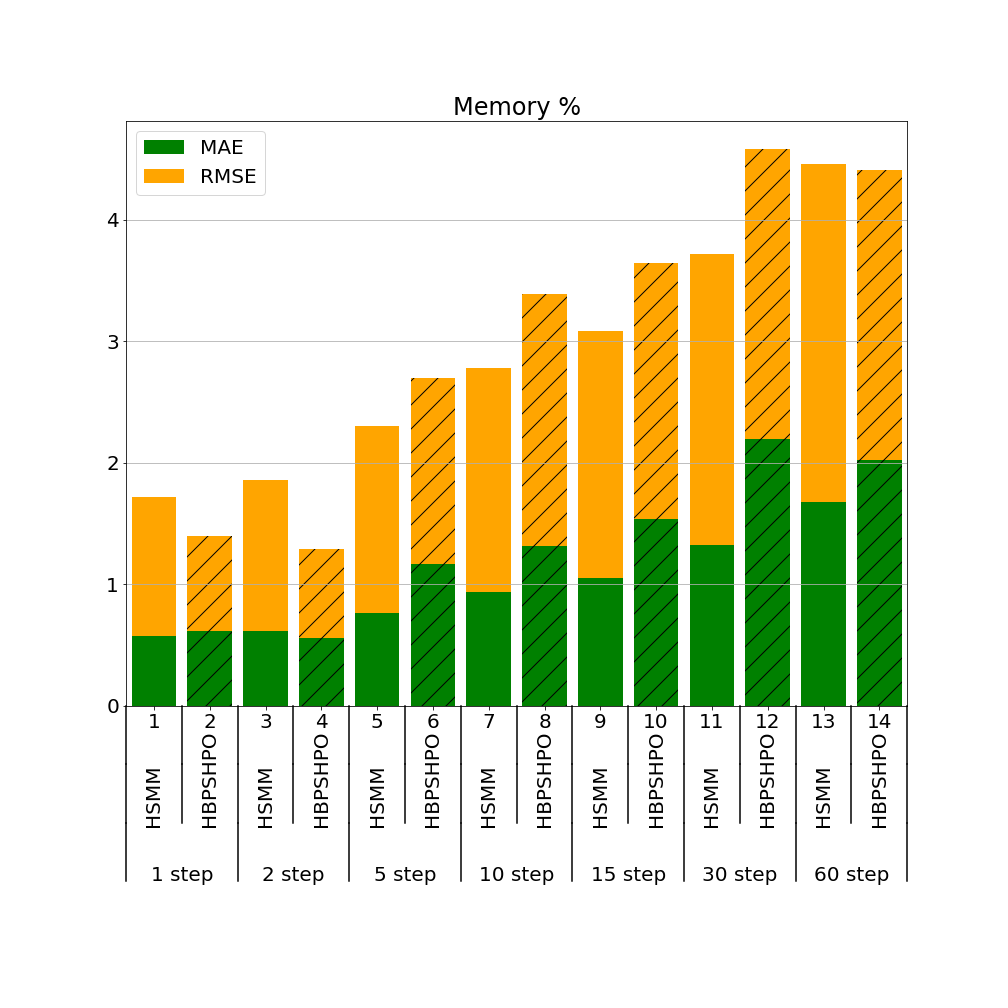 Memory %
MAE
RMSE
4
3
2
1
0
1 2 3 4 5 6 7 8 9 10 11 12 13 14
HSMM HBPSHPO HSMM HBPSHPO HSMM HBPSHPO HSMM HBPSHPO HSMM HBPSHPO HSMM HBPSHPO HSMM HBPSHPO
1 step 2 step 5 step 10 step 15 step 30 step 60 step